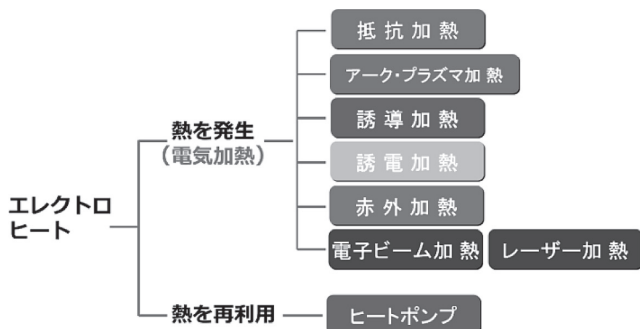 抵抗加熱
アーク・プラズマ加熱
誘導加熱
熱を発生
(電気加熱)
誘電加熱
エレクトロ
ヒート
赤外加熱
電子ビーム加熱 レーザー加熱
熱を再利用 ヒートポンプ